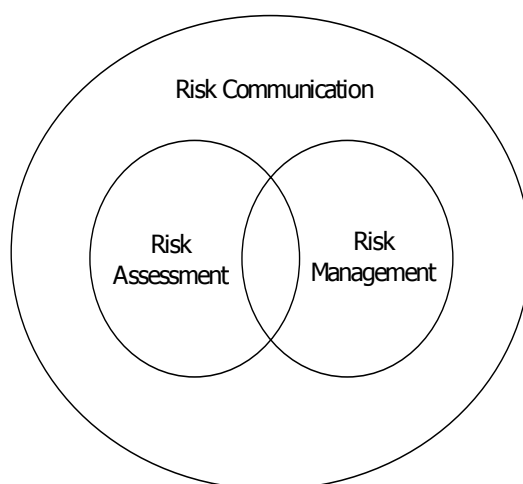 Risk Communication
Risk
Assessment
Risk
Management